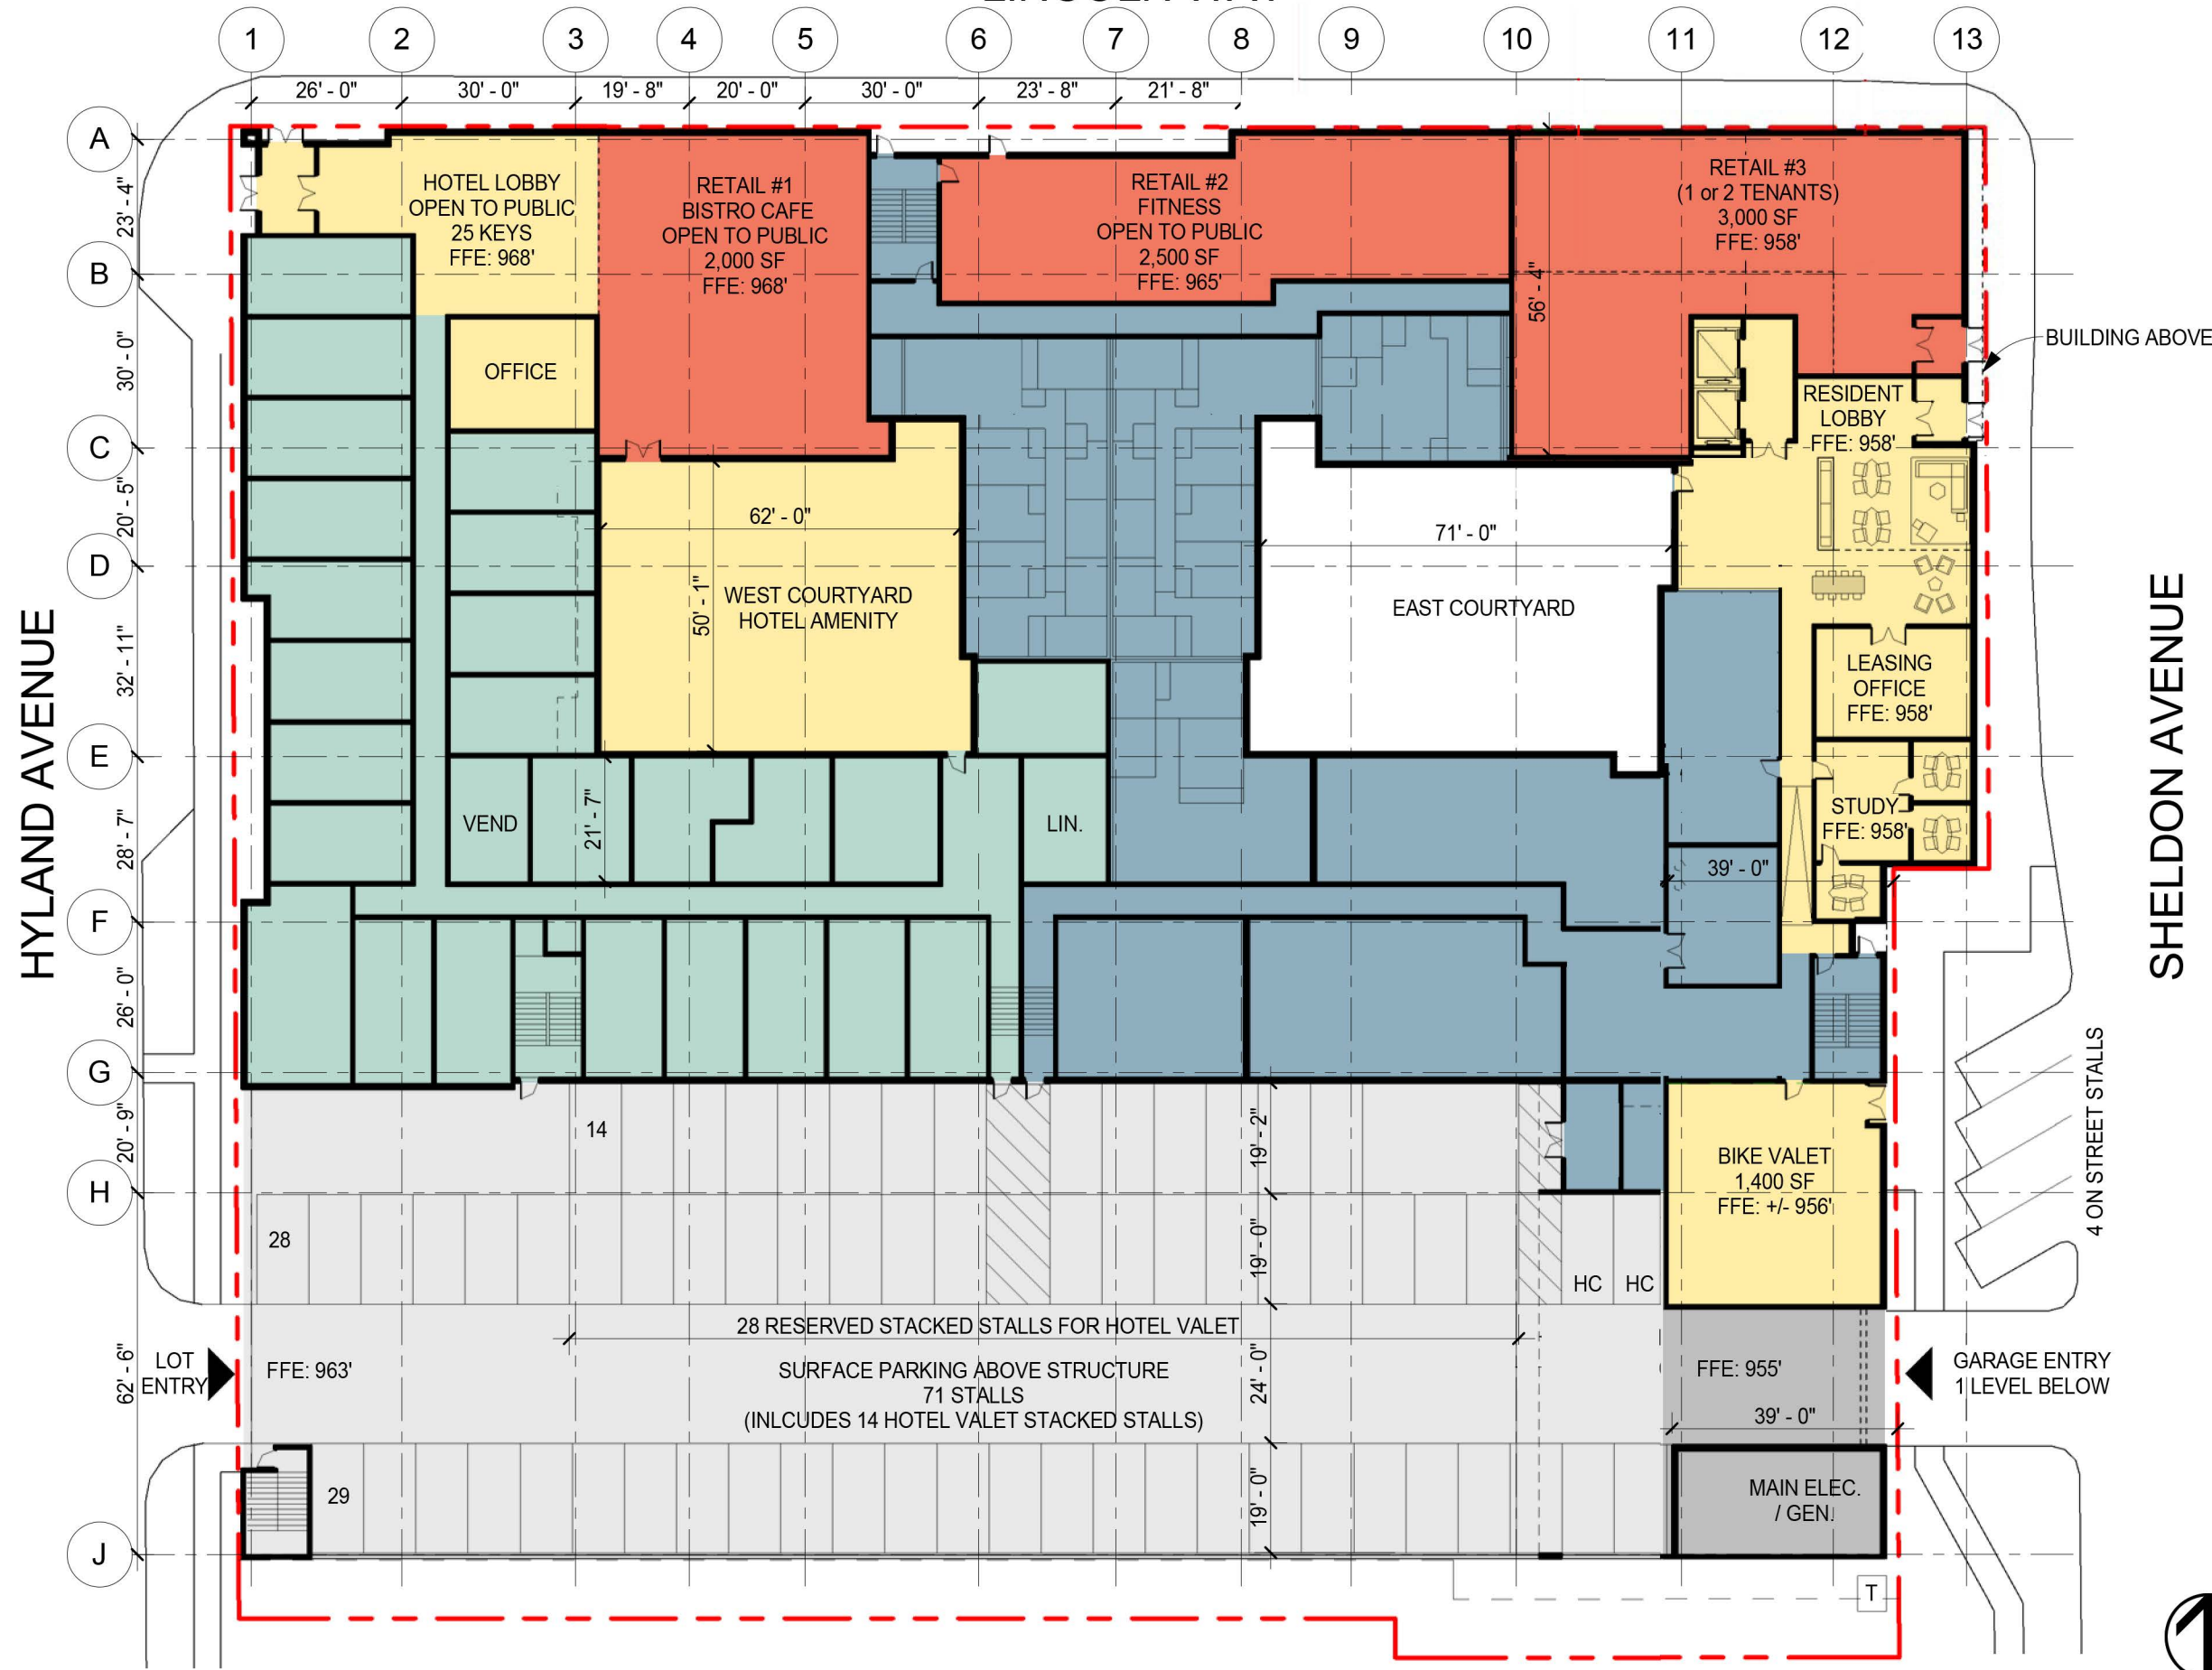 1 2 3 4 5 6 7 8 9 10 11 12 13
26' - 0" 30' - 0" 19' - 8" 20' - 0" 30' - 0" 23' - 8" 21' - 8"
A
B
C
D
E
F
G
H
J
23' - 4"
30' - 0"
20' - 5"
32' - 11"
28' - 7"
26' - 0"
20' - 9"
62' - 6"
HYLAND AVENUE
SHELDON AVENUE
HOTEL LOBBY
OPEN TO PUBLIC
25 KEYS
FFE: 968'
RETAIL #1
BISTRO CAFE
OPEN TO PUBLIC
2,000 SF
FFE: 968'
RETAIL #2
FITNESS
OPEN TO PUBLIC
2,500 SF
FFE: 965'
RETAIL #3
(1 or 2 TENANTS)
3,000 SF
FFE: 958'
56' - 4"
BUILDING ABOVE
OFFICE
RESIDENT
LOBBY
FFE: 958'
62' - 0"
50' - 1"
WEST COURTYARD
HOTEL AMENITY
71' - 0"
EAST COURTYARD
LEASING
OFFICE
FFE: 958'
VEND
21' - 7"
LIN.
STUDY
FFE: 958'
39' - 0"
4 ON STREET STALLS
14
19' - 2"
BIKE VALET
1,400 SF
FFE: +/- 956'
28
19' - 0"
HC HC
28 RESERVED STACKED STALLS FOR HOTEL VALET
LOT
ENTRY
FFE: 963'
SURFACE PARKING ABOVE STRUCTURE
71 STALLS
(INLCUDES 14 HOTEL VALET STACKED STALLS)
24' - 0"
FFE: 955'
GARAGE ENTRY
1 LEVEL BELOW
39' - 0"
29
19' - 0"
MAIN ELEC.
/ GEN.
T